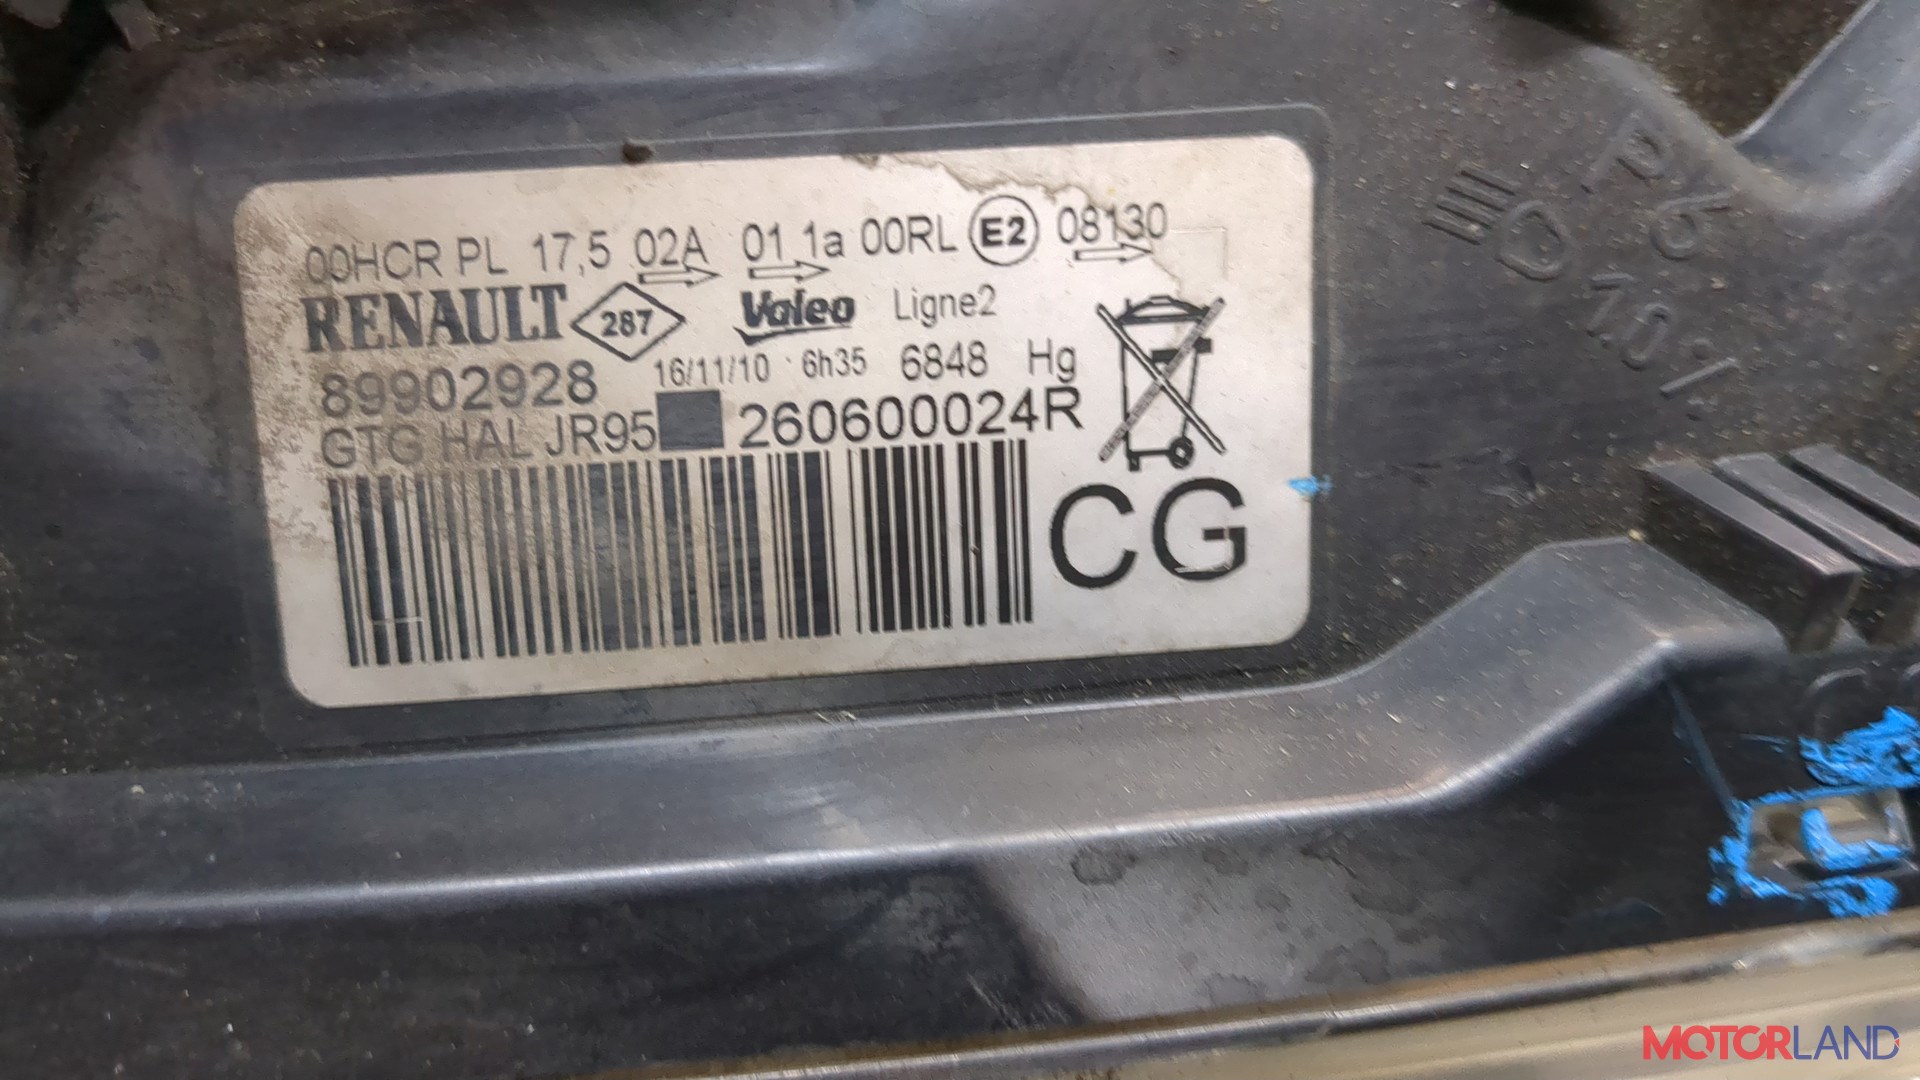 00HCR PL 17,5 02A 01 1a 00RL E2 08130
RENAULT 287 Valeo Ligne2
89902928 16/11/10 6h35 6848 Hg
GTG HAL JR95 260600024R
CG
MOTORLAND